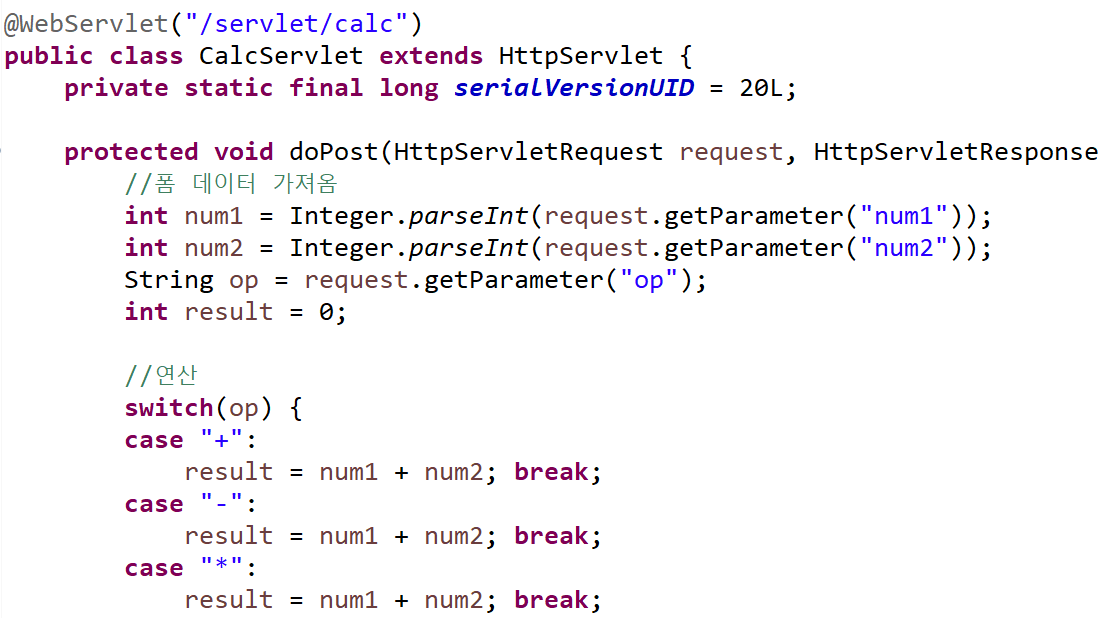 @WebServlet("/servlet/calc")
public class CalcServlet extends HttpServlet {
    private static final long serialVersionUID = 20L;

    protected void doPost(HttpServletRequest request, HttpServletResponse
        //폼 데이터 가져옴
        int num1 = Integer.parseInt(request.getParameter("num1"));
        int num2 = Integer.parseInt(request.getParameter("num2"));
        String op = request.getParameter("op");
        int result = 0;

        //연산
        switch(op) {
        case "+":
            result = num1 + num2; break;
        case "-":
            result = num1 + num2; break;
        case "*":
            result = num1 + num2; break;